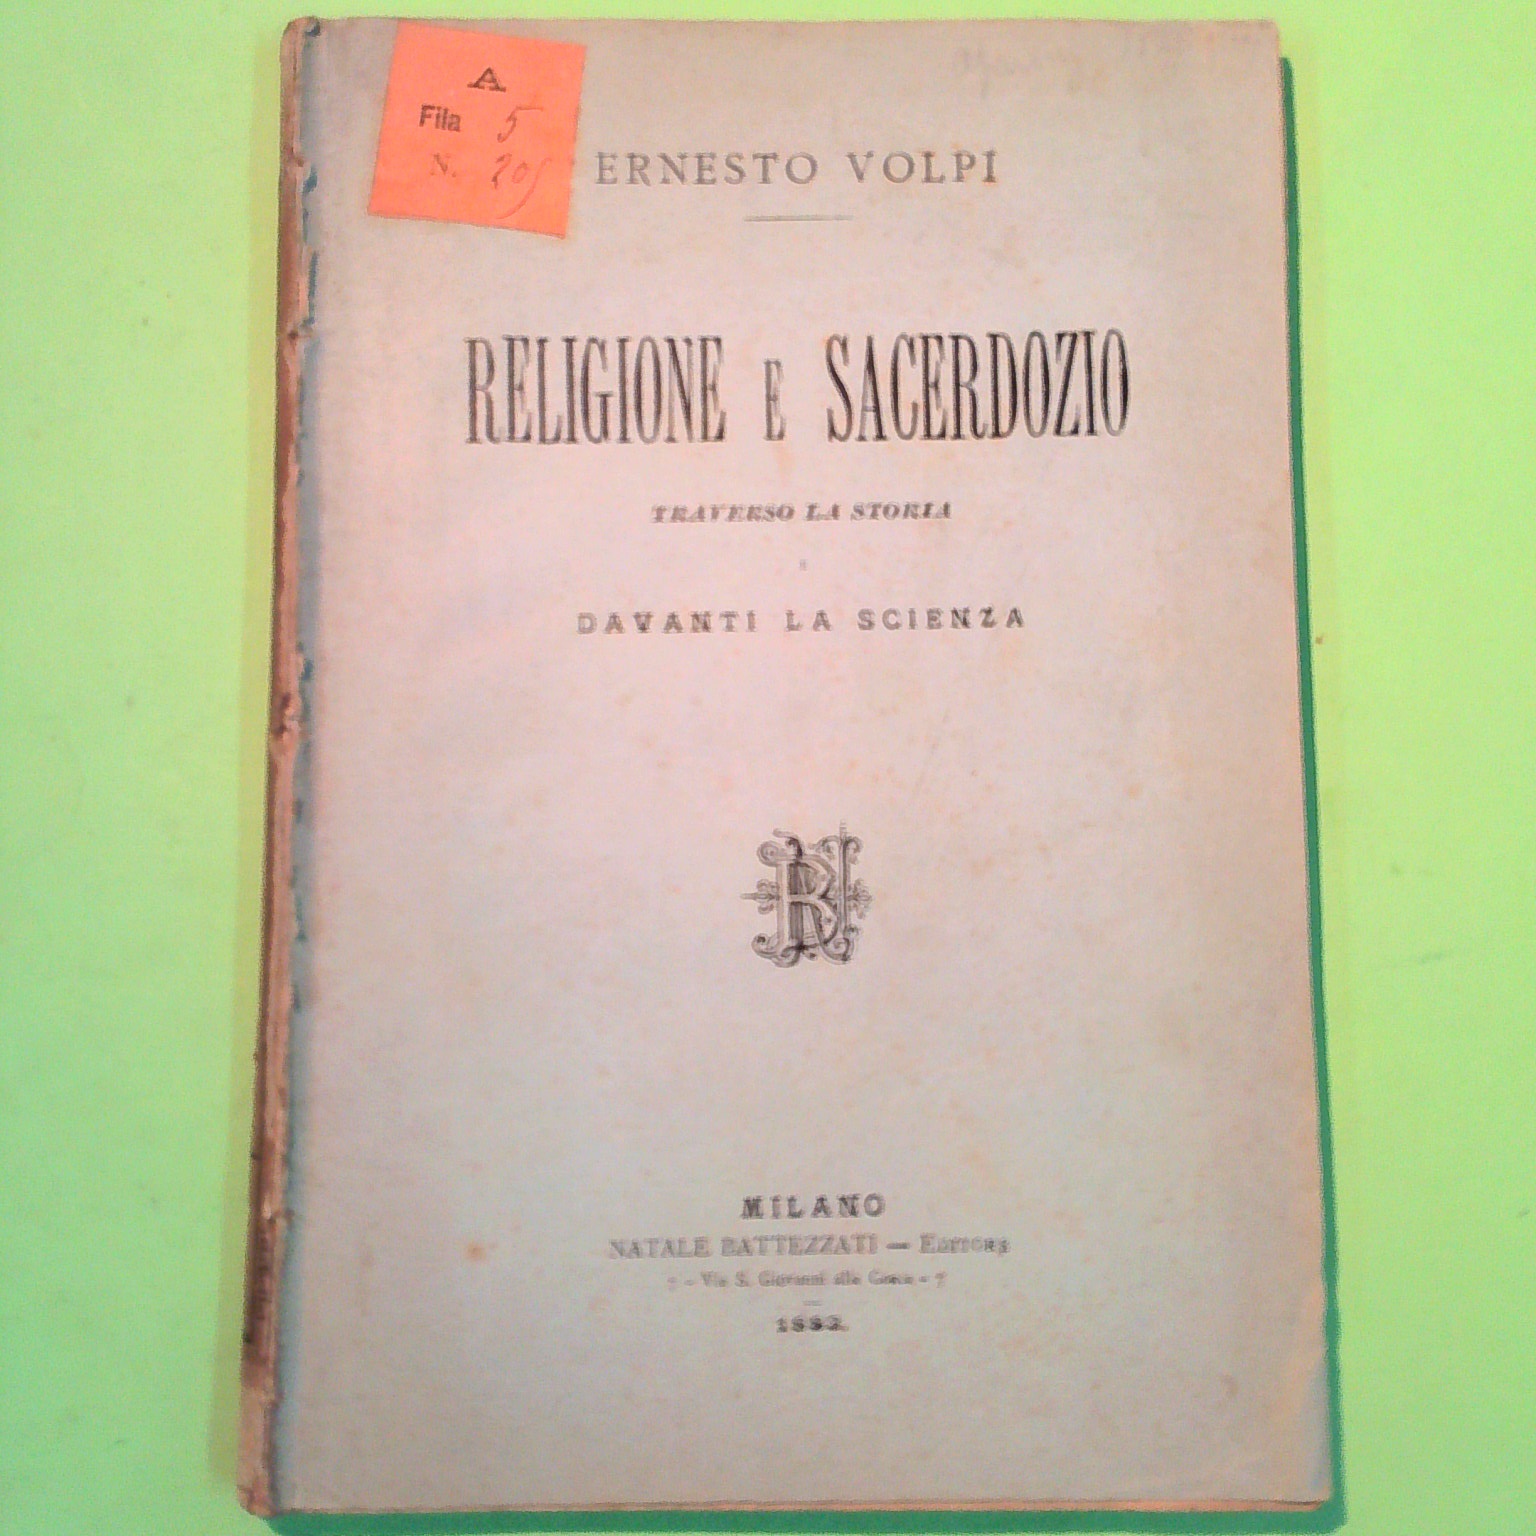 A
Fila 5
N. 205
ERNESTO VOLPI
RELIGIONE E SACERDOZIO
TRAVERSO LA STORIA
E
DAVANTI LA SCIENZA
MILANO
NATALE BATTEZZATI — EDITORE
7 - Via S. Giovanni alla Conca - 7